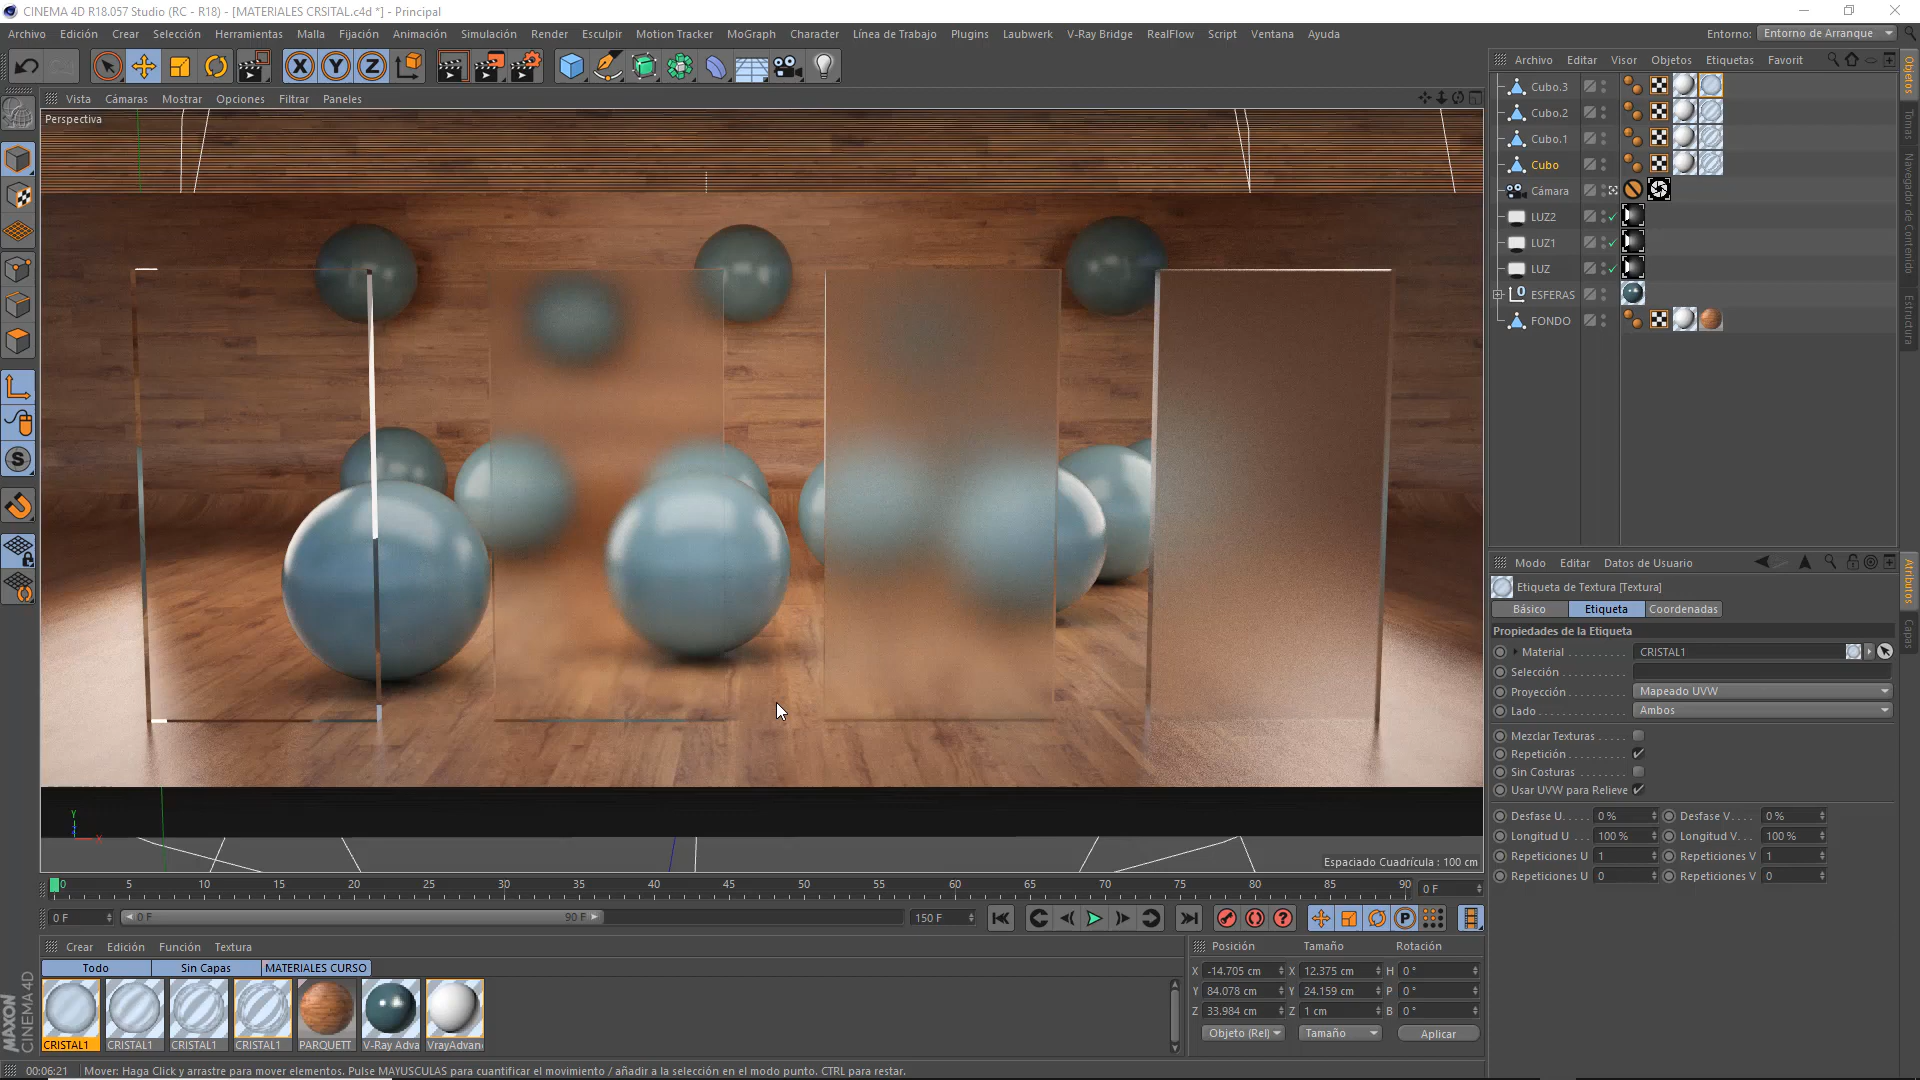 CINEMA 4D R18.057 Studio (RC - R18) - [MATERIALES CRSITAL.c4d *] - Principal
Archivo Edición Crear Selección Herramientas Malla Fijación Animación Simulación Render Esculpir Motion Tracker MoGraph Character Línea de Trabajo Plugins Laubwerk V-Ray Bridge RealFlow Script Ventana Ayuda Entorno: Entorno de Arranque
X Y Z
Vista Cámaras Mostrar Opciones Filtrar Paneles
Perspectiva
Archivo Editar Visor Objetos Etiquetas Favorit
Cubo.3
Cubo.2
Cubo.1
Cubo
Cámara
LUZ2
LUZ1
LUZ
0 ESFERAS
FONDO
Objetos
Tomas
Navegador de Contenido
Estructura
S
Modo Editar Datos de Usuario
Etiqueta de Textura [Textura]
Básico Etiqueta Coordenadas
Propiedades de la Etiqueta
Material . . . . . . . . . . CRISTAL1
Selección . . . . . . . . . .
Proyección . . . . . . . . Mapeado UVW
Lado . . . . . . . . . . . . . Ambos
Mezclar Texturas . . . . .
Repetición . . . . . . . . .
Sin Costuras . . . . . . . .
Usar UVW para Relieve
Desfase U. . . . . 0 % Desfase V. . . . . 0 %
Longitud U . . . 100 % Longitud V. . . . 100 %
Repeticiones U 1 Repeticiones V 1
Repeticiones U 0 Repeticiones V 0
Atributos
Capas
Y
X
Espaciado Cuadrícula : 100 cm
0 5 10 15 20 25 30 35 40 45 50 55 60 65 70 75 80 85 90 0 F
0 F 0 F 90 F 150 F
P
Crear Edición Función Textura
Todo Sin Capas MATERIALES CURSO
CRISTAL1 CRISTAL1 CRISTAL1 CRISTAL1 PARQUETT V-Ray Adva VrayAdvan
Posición Tamaño Rotación
X -14.705 cm X 12.375 cm H 0 °
Y 84.078 cm Y 24.159 cm P 0 °
Z 33.984 cm Z 1 cm B 0 °
Objeto (Rel) Tamaño Aplicar
MAXON
CINEMA 4D
00:06:21 Mover: Haga Click y arrastre para mover elementos. Pulse MAYUSCULAS para cuantificar el movimiento / añadir a la selección en el modo punto. CTRL para restar.